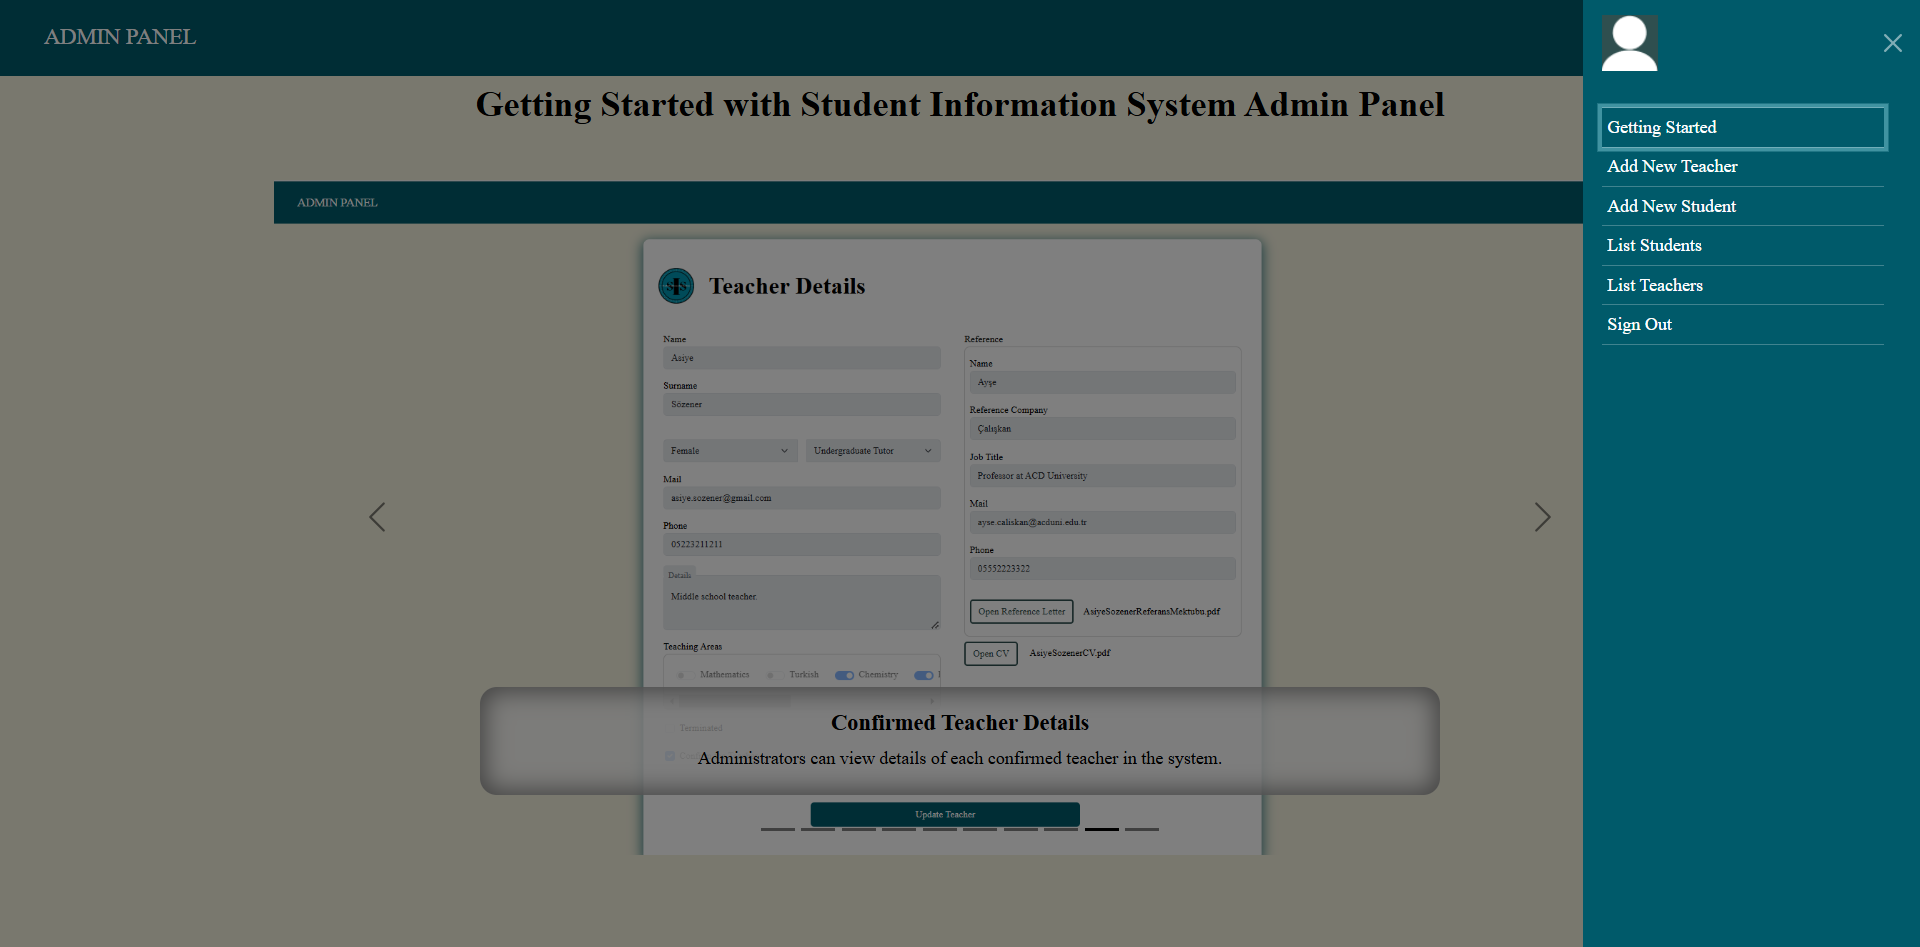 ADMIN PANEL
Getting Started with Student Information System Admin Panel
ADMIN PANEL
SIS
Teacher Details
Name
Asiye
Surname
Sözener
Female
Undergraduate Tutor
Mail
asiye.sozener@gmail.com
Phone
05223211211
Details
Middle school teacher.
Teaching Areas
Mathematics Turkish Chemistry
Terminated
Reference
Name
Ayşe
Reference Company
Çalışkan
Job Title
Professor at ACD University
Mail
ayse.caliskan@acduni.edu.tr
Phone
05552223322
Open Reference Letter AsiyeSozenerReferansMektubu.pdf
Open CV AsiyeSozenerCV.pdf
Confirmed Teacher Details
Administrators can view details of each confirmed teacher in the system.
Update Teacher
Getting Started
Add New Teacher
Add New Student
List Students
List Teachers
Sign Out